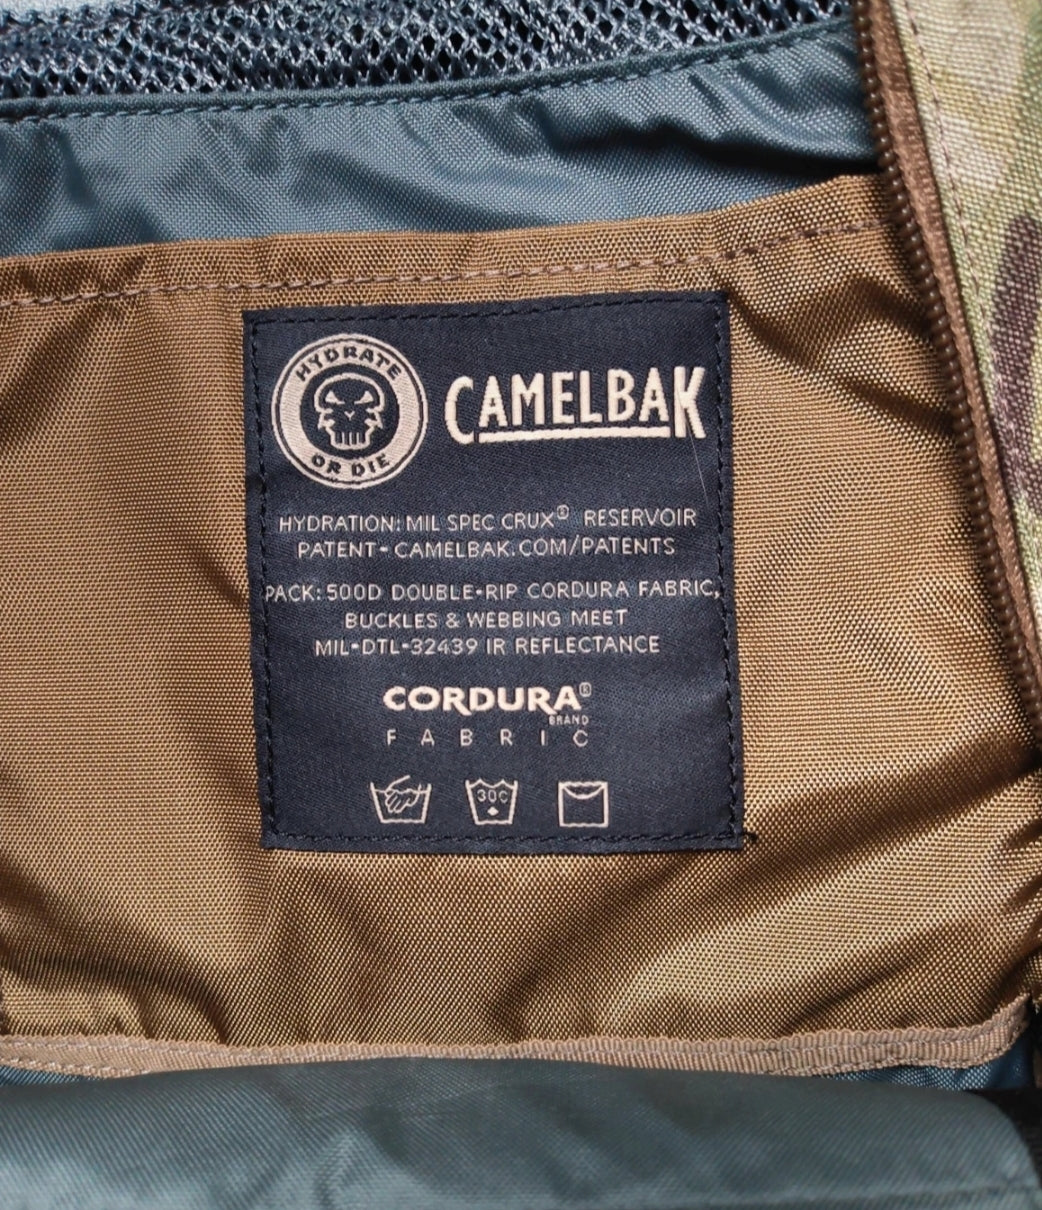 HYDRATE
OR DIE
CAMELBAK
HYDRATION: MIL SPEC CRUX® RESERVOIR
PATENT- CAMELBAK.COM/PATENTS
PACK: 500D DOUBLE-RIP CORDURA FABRIC,
BUCKLES & WEBBING MEET
MIL-DTL-32439 IR REFLECTANCE
CORDURA®
BRAND
FABRIC
30C